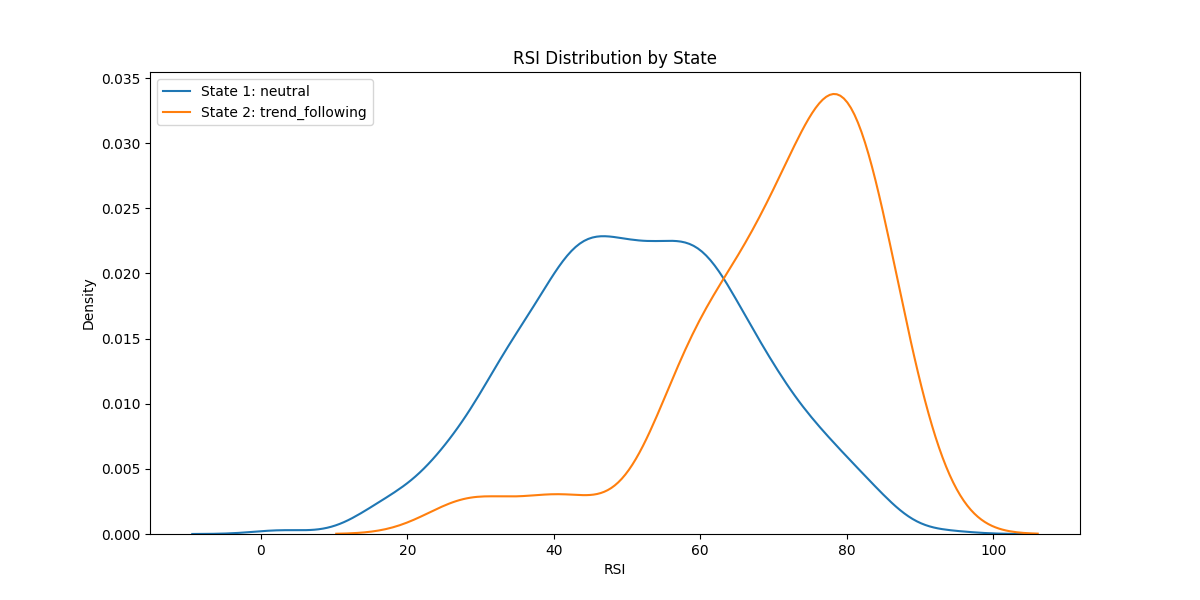 RSI Distribution by State
State 1: neutral
State 2: trend_following
Density
0.035
0.030
0.025
0.020
0.015
0.010
0.005
0.000
0 20 40 60 80 100
RSI